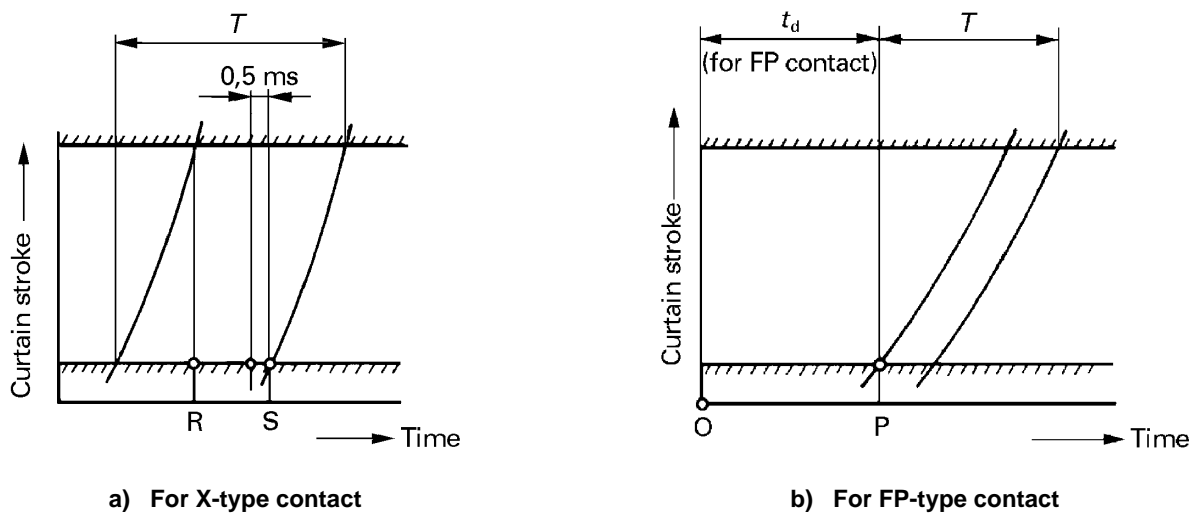 T
0,5 ms
Curtain stroke
R
S
Time
a) For X-type contact
t_d
T
(for FP contact)
Curtain stroke
O
P
Time
b) For FP-type contact